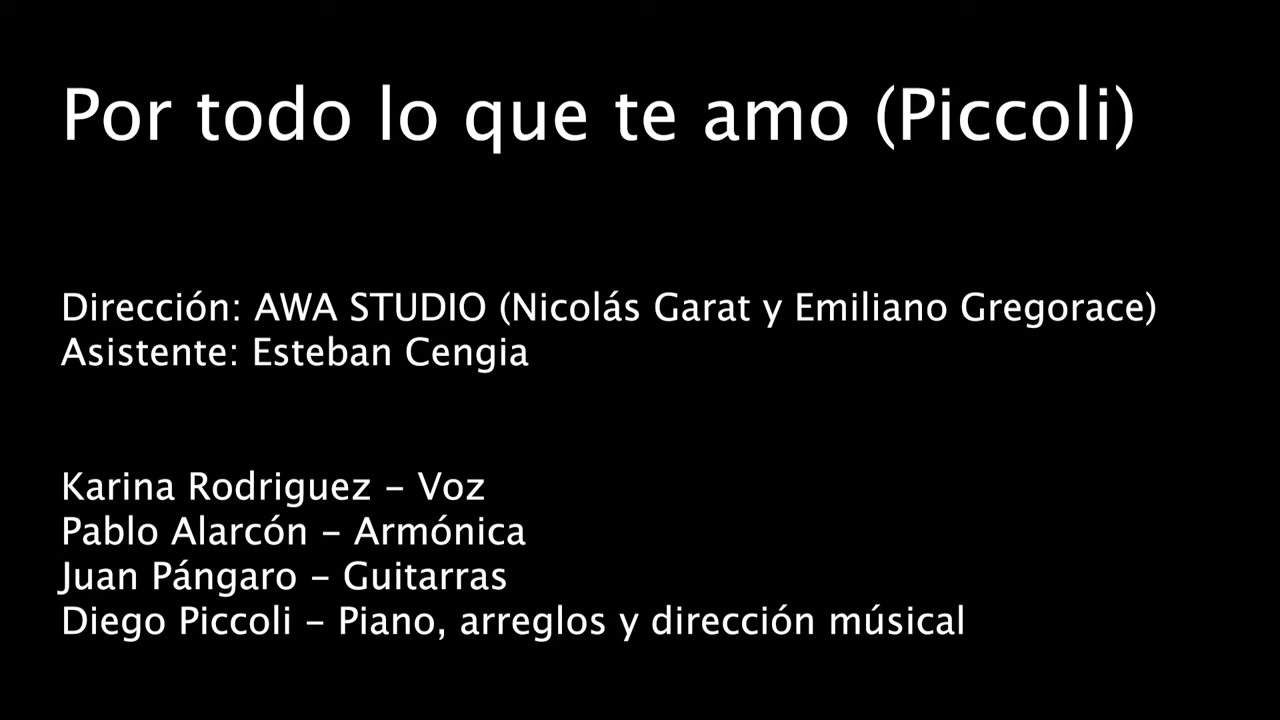 Por todo lo que te amo (Piccoli)
Dirección: AWA STUDIO (Nicolás Garat y Emiliano Gregorace)
Asistente: Esteban Cengia
Karina Rodriguez - Voz
Pablo Alarcón - Armónica
Juan Pángaro - Guitarras
Diego Piccoli - Piano, arreglos y dirección músical